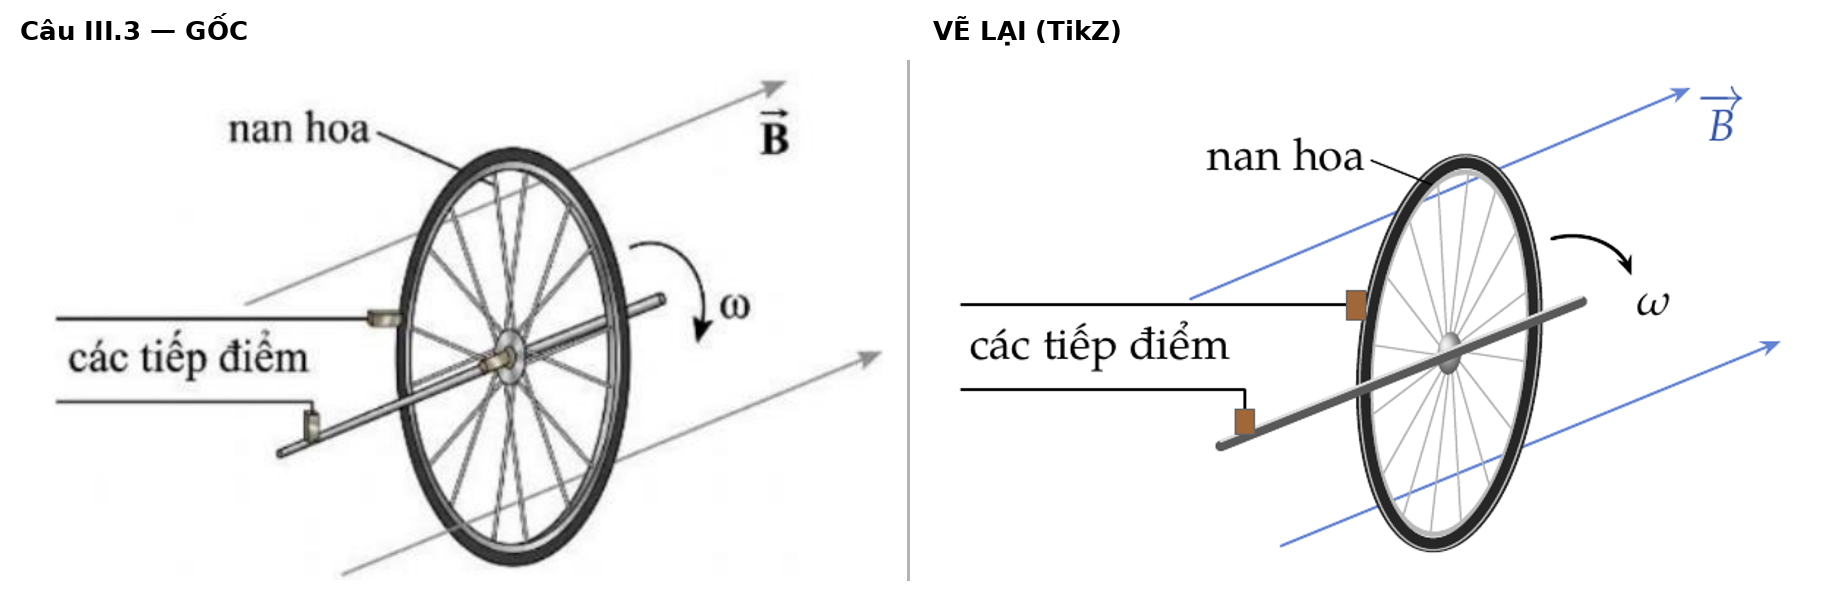 Câu III.3 — GỐC
nan hoa
B
ω
các tiếp điểm
VẼ LẠI (TikZ)
nan hoa
B
ω
các tiếp điểm